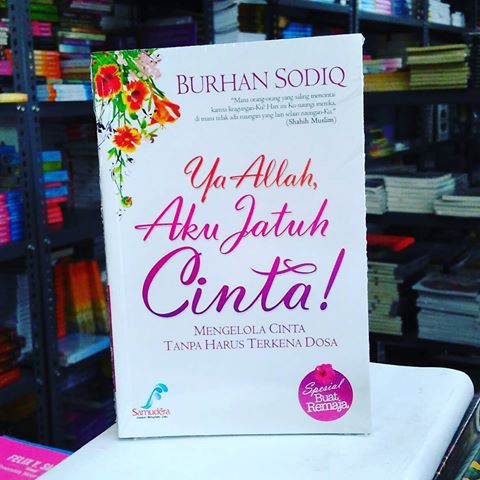 BURHAN SODIQ
"Mana orang-orang yang saling mencintai
karena keagungan-Ku? Hari ini Ku-naungi mereka,
di mana tidak ada naungan yang lain selain naungan-Ku."
(Shahih Muslim)
Ya Allah,
Aku Jatuh
Cinta!
MENGELOLA CINTA
TANPA HARUS TERKENA DOSA
Spesial
Buat
Remaja
Samudera
FELIX Y. S